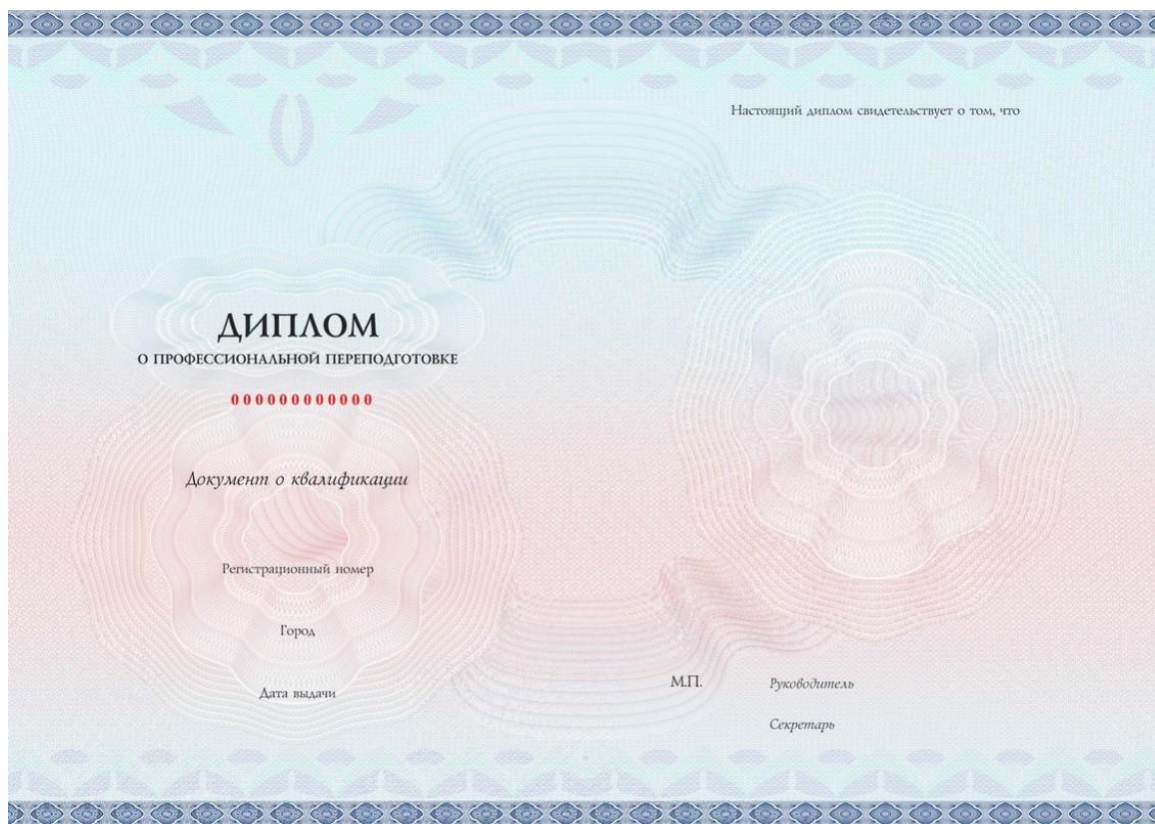 ДИПЛОМ
О ПРОФЕССИОНАЛЬНОЙ ПЕРЕПОДГОТОВКЕ
000000000000
Документ о квалификации
Регистрационный номер
Город
Дата выдачи
Настоящий диплом свидетельствует о том, что
М.П.
Руководитель
Секретарь